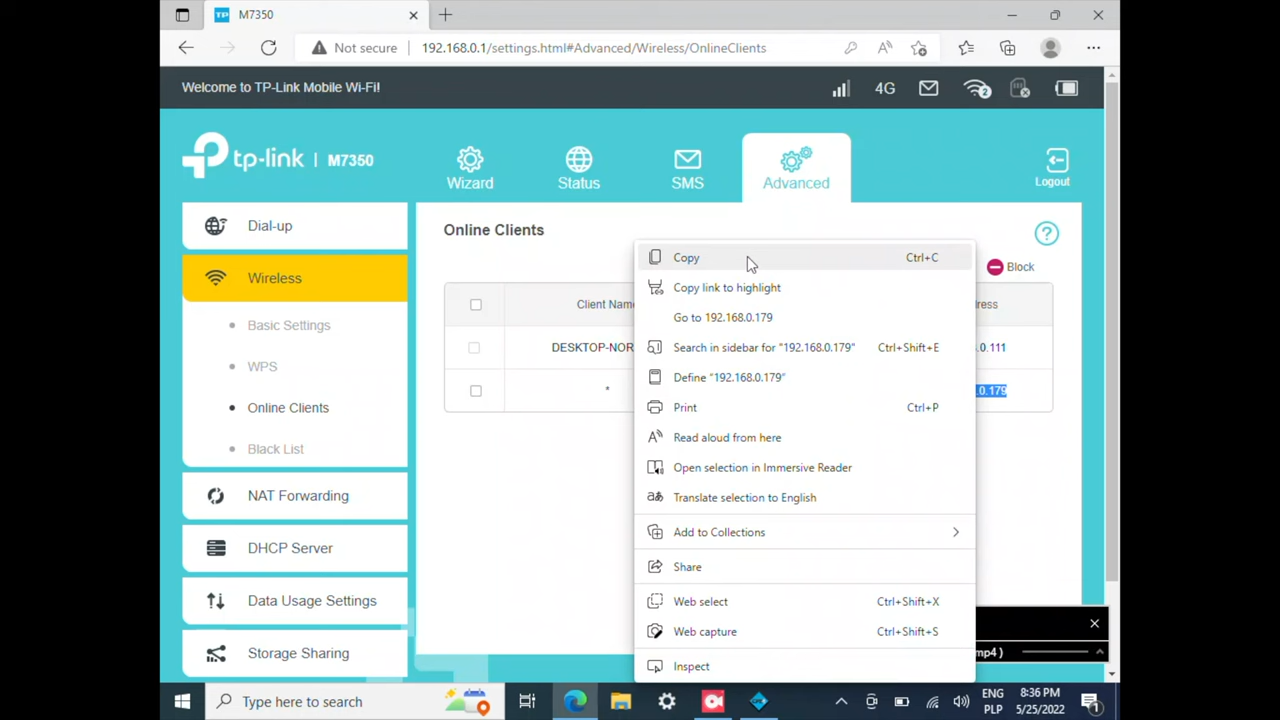 M7350
Not secure
192.168.0.1/settings.html#Advanced/Wireless/OnlineClients
Welcome to TP-Link Mobile Wi-Fi!
4G
2
tp-link | M7350
Wizard
Status
SMS
Advanced
Logout
Dial-up
Wireless
Basic Settings
WPS
Online Clients
Black List
NAT Forwarding
DHCP Server
Data Usage Settings
Storage Sharing
Online Clients
?
Block
Client Nam
ress
DESKTOP-NOR
.0.111
*
.0.179
Copy Ctrl+C
Copy link to highlight
Go to 192.168.0.179
Search in sidebar for "192.168.0.179" Ctrl+Shift+E
Define "192.168.0.179"
Print Ctrl+P
Read aloud from here
Open selection in Immersive Reader
Translate selection to English
Add to Collections
Share
Web select Ctrl+Shift+X
Web capture Ctrl+Shift+S
Inspect
mp4 )
Type here to search
ENG
PLP
8:36 PM
5/25/2022
1